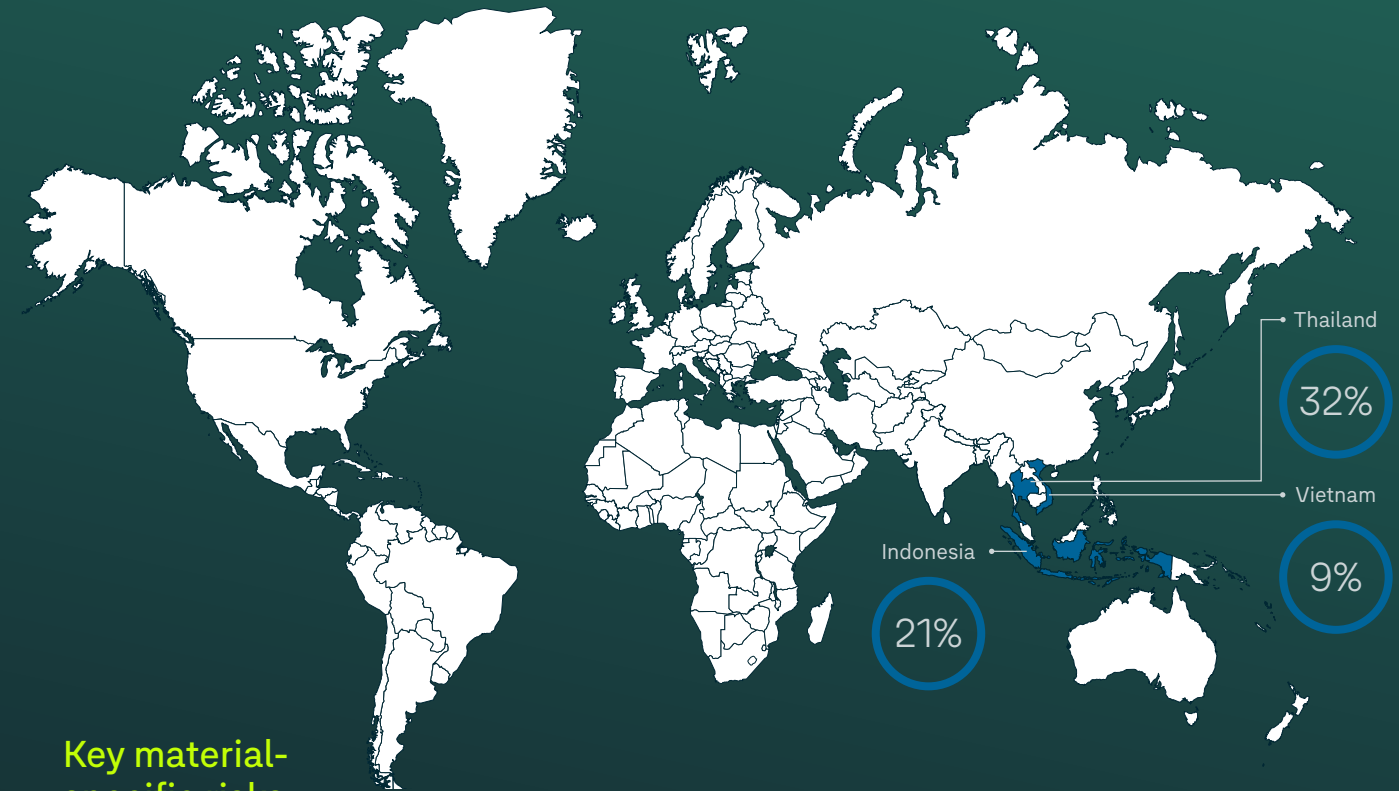 Thailand
32%
Vietnam
9%
Indonesia
21%
Key material-